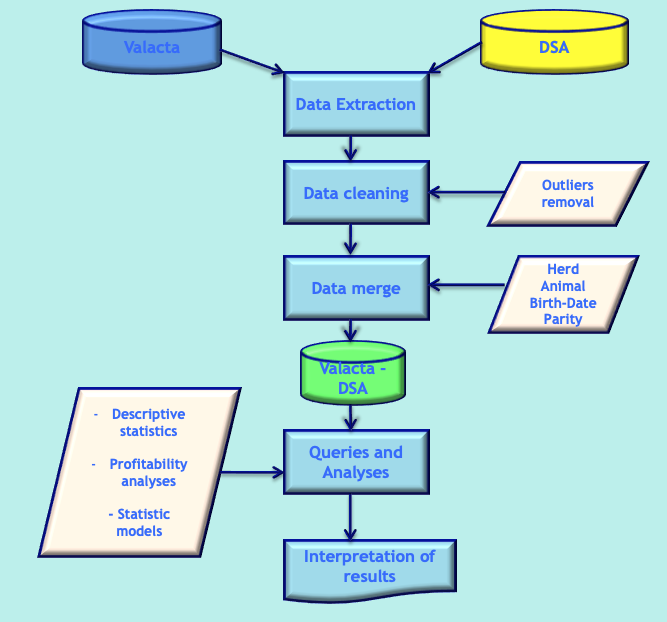 Valacta
DSA
Data Extraction
Data cleaning
Outliers
removal
Data merge
Herd
Animal
Birth-Date
Parity
Valacta -
DSA
- Descriptive
statistics
- Profitability
analyses
- Statistic
models
Queries and
Analyses
Interpretation of
results